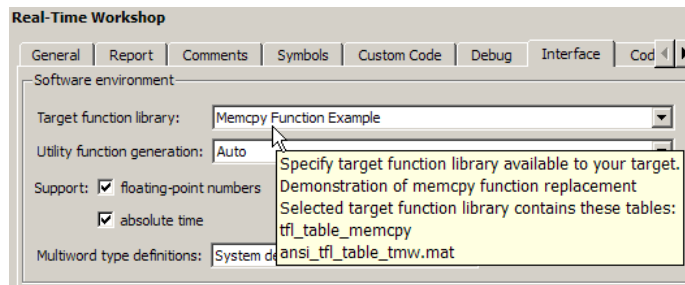 Real-Time Workshop
General Report Comments Symbols Custom Code Debug Interface Cod
Software environment
Target function library: Memcpy Function Example
Utility function generation: Auto
Specify target function library available to your target.
Demonstration of memcpy function replacement
Selected target function library contains these tables:
tfl_table_memcpy
ansi_tfl_table_tmw.mat
Support: floating-point numbers
absolute time
Multiword type definitions: System de